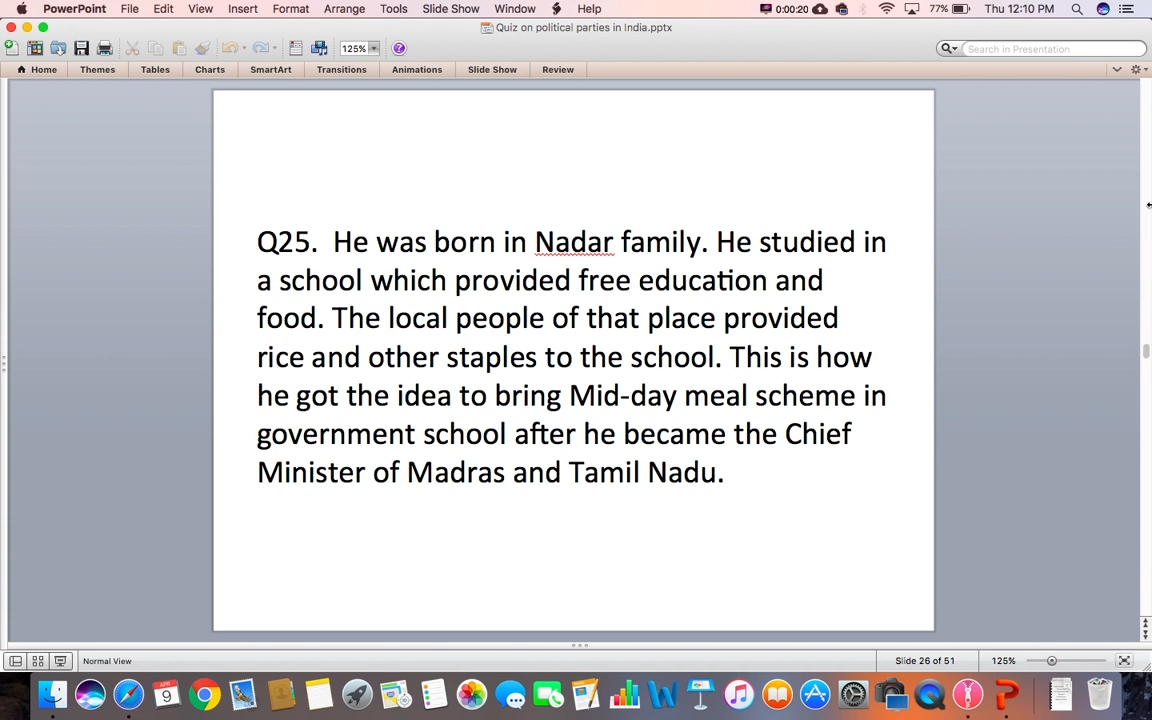 PowerPoint File Edit View Insert Format Arrange Tools Slide Show Window Help 0:00:20 77% Thu 12:10 PM
Quiz on political parties in India.pptx
125% Search in Presentation
Home Themes Tables Charts SmartArt Transitions Animations Slide Show Review
Q25. He was born in Nadar family. He studied in
a school which provided free education and
food. The local people of that place provided
rice and other staples to the school. This is how
he got the idea to bring Mid-day meal scheme in
government school after he became the Chief
Minister of Madras and Tamil Nadu.
Normal View Slide 26 of 51 125%
APR
9